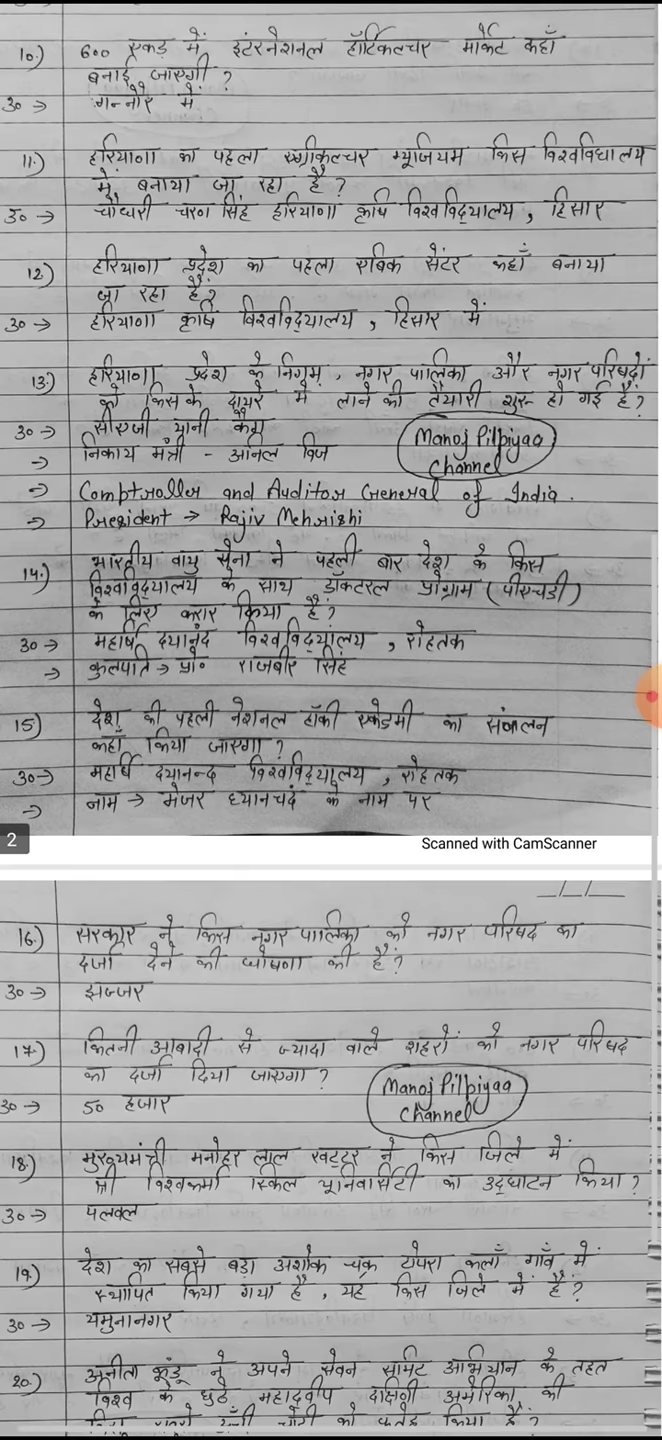 10.) 600 एकड़ में इंटरनेशनल हॉर्टिकल्चर मार्केट कहाँ
बनाई जाएगी ?
उ० ⇒ गन्नौर में
11.) हरियाणा का पहला एग्रीकल्चर म्यूजियम किस विश्वविधालय
में बनाया जा रहा है ?
उ० ⇒ चौधरी चरण सिंह हरियाणा कृषि विश्वविद्यालय, हिसार
12.) हरियाणा प्रदेश का पहला एबिक सेंटर कहाँ बनाया
जा रहा है ?
उ० ⇒ हरियाणा कृषि विश्वविद्यालय, हिसार में
13.) हरियाणा प्रदेश के निगम, नगर पालिका और नगर परिषदों
को किसके दायरे में लाने की तैयारी शुरू हो गई है ?
उ० ⇒ सीएजी यानी कैग
⇒ निकाय मंत्री - अनिल विज
Manoj Pilpiyaa
Channel
⇒ Comptroller and Auditor General of India.
⇒ President → Rajiv Mehrishi
14.) भारतीय वायु सेना ने पहली बार देश के किस
विश्वविद्यालय के साथ डॉक्टरल प्रोग्राम (पीएचडी)
के लिए करार किया है ?
उ० ⇒ महर्षि दयानंद विश्वविद्यालय, रोहतक
⇒ कुलपति → प्रो० राजबीर सिंह
15) देश की पहली नेशनल हॉकी एकेडमी का संचालन
कहाँ किया जाएगा ?
उ० ⇒ महर्षि दयानन्द विश्वविद्यालय, रोहतक
⇒ नाम → मेजर ध्यानचदं के नाम पर
2
Scanned with CamScanner
16.) सरकार ने किस नगर पालिका को नगर परिषद का
दर्जा देने की घोषणा की है ?
उ० ⇒ झज्जर
17.) कितनी आबादी से ज्यादा वाले शहरों को नगर परिषद
का दर्जा दिया जाएगा ?
उ० ⇒ 50 हजार
Manoj Pilpiyaa
Channel
18.) मुख्यमंत्री मनोहर लाल खट्टर ने किस जिले में
श्री विश्वकर्मा स्किल यूनिवर्सिटी का उद्घाटन किया ?
उ० ⇒ पलवल
19.) देश का सबसे बड़ा अशोक चक्र टोपरा कलाँ गाँव में
स्थापित किया गया है, यह किस जिले में है ?
उ० ⇒ यमुनानगर
20.) अनीता कुंडू ने अपने सेवन समिट अभियान के तहत
विश्व के छठे महाद्वीप दक्षिणी अमेरिका की
चोटी को फतेह किया है ?